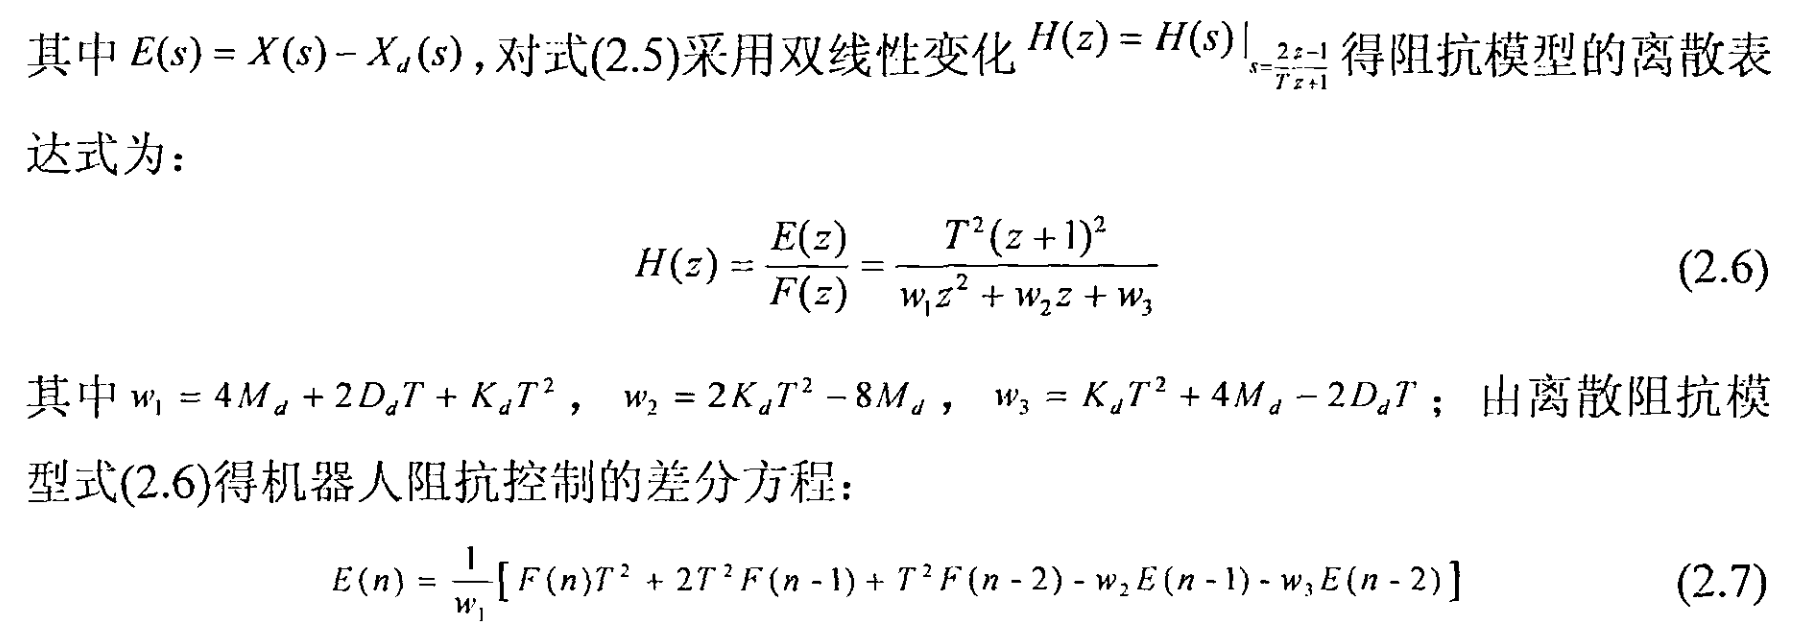 其中 E(s) = X(s) − X_d(s),对式(2.5)采用双线性变化 H(z) = H(s)|_{s=\frac{2}{T}\frac{z-1}{z+1}} 得阻抗模型的离散表
达式为:
H(z) = \frac{E(z)}{F(z)} = \frac{T^2(z+1)^2}{w_1z^2 + w_2z + w_3} (2.6)
其中 w_1 = 4M_d + 2D_dT + K_dT^2, w_2 = 2K_dT^2 − 8M_d, w_3 = K_dT^2 + 4M_d − 2D_dT;由离散阻抗模
型式(2.6)得机器人阻抗控制的差分方程:
E(n) = \frac{1}{w_1}[F(n)T^2 + 2T^2F(n-1) + T^2F(n-2) - w_2E(n-1) - w_3E(n-2)] (2.7)